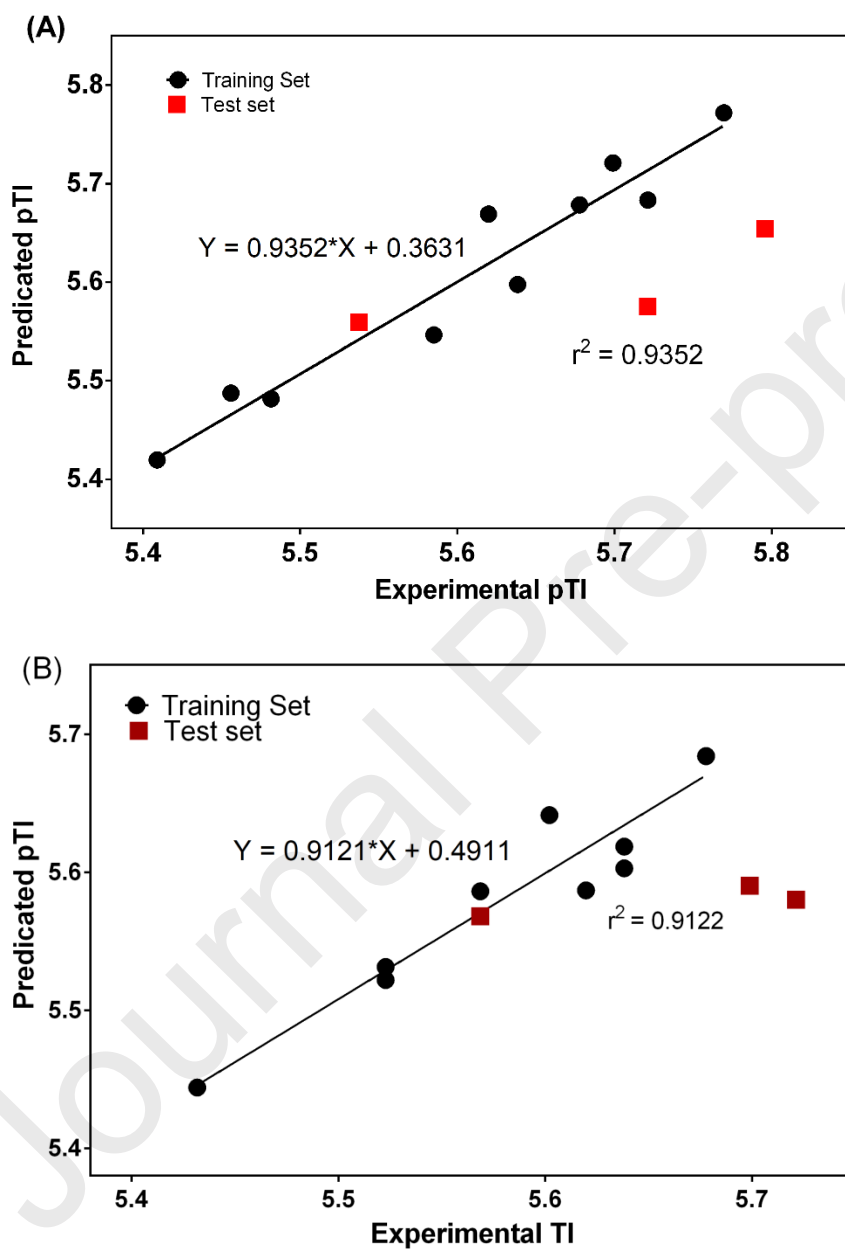 (A)
Training Set
Test set
Y = 0.9352*X + 0.3631
r² = 0.9352
5.8
5.7
5.6
5.5
5.4
Predicated pTI
5.4 5.5 5.6 5.7 5.8
Experimental pTI
(B)
Training Set
Test set
Y = 0.9121*X + 0.4911
r² = 0.9122
5.7
5.6
5.5
5.4
Predicated pTI
5.4 5.5 5.6 5.7
Experimental TI
Journal Pre-pr